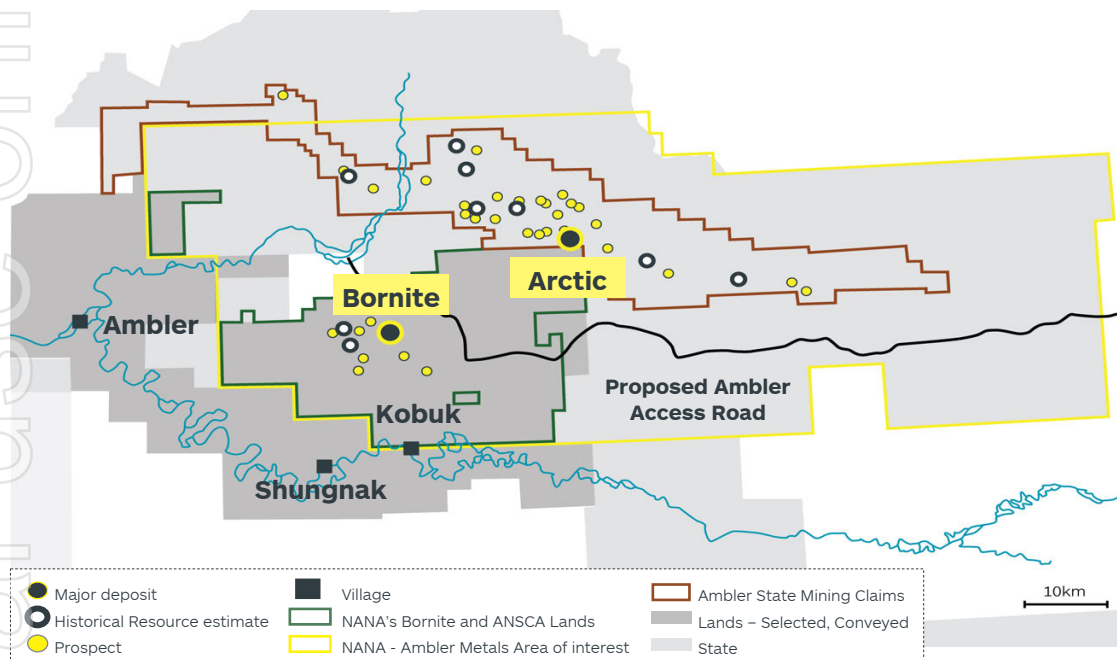 Bornite
Arctic
Ambler
Proposed Ambler
Access Road
Kobuk
Shungnak
Major deposit
Village
Ambler State Mining Claims
Historical Resource estimate
NANA's Bornite and ANSCA Lands
Lands – Selected, Conveyed
Prospect
NANA - Ambler Metals Area of interest
State
10km